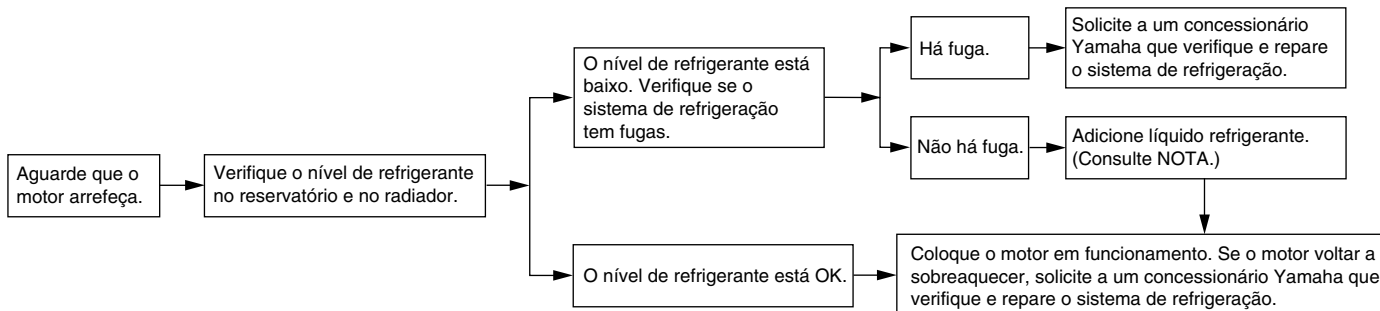 Aguarde que o
motor arrefeça.
Verifique o nível de refrigerante
no reservatório e no radiador.
O nível de refrigerante está
baixo. Verifique se o
sistema de refrigeração
tem fugas.
Há fuga.
Solicite a um concessionário
Yamaha que verifique e repare
o sistema de refrigeração.
Não há fuga.
Adicione líquido refrigerante.
(Consulte NOTA.)
O nível de refrigerante está OK.
Coloque o motor em funcionamento. Se o motor voltar a
sobreaquecer, solicite a um concessionário Yamaha que
verifique e repare o sistema de refrigeração.